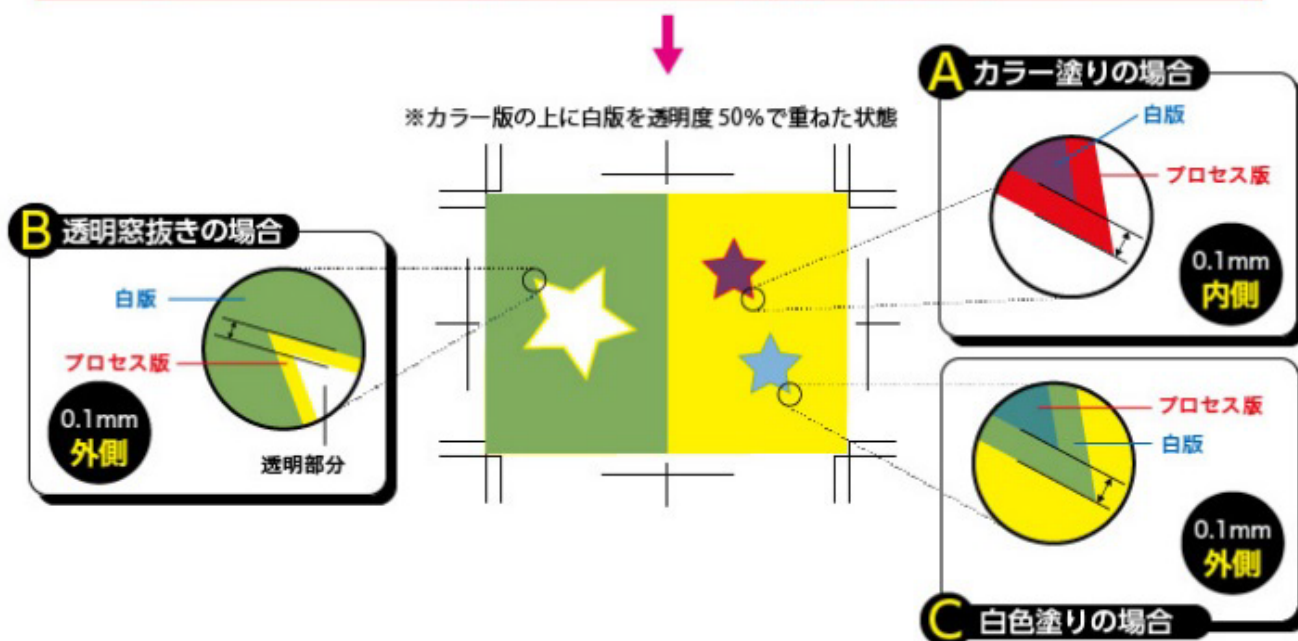 ※カラー版の上に白版を透明度50%で重ねた状態
A カラー塗りの場合
白版
プロセス版
0.1mm
内側
B 透明窓抜きの場合
白版
プロセス版
0.1mm
外側
透明部分
プロセス版
白版
0.1mm
外側
C 白色塗りの場合